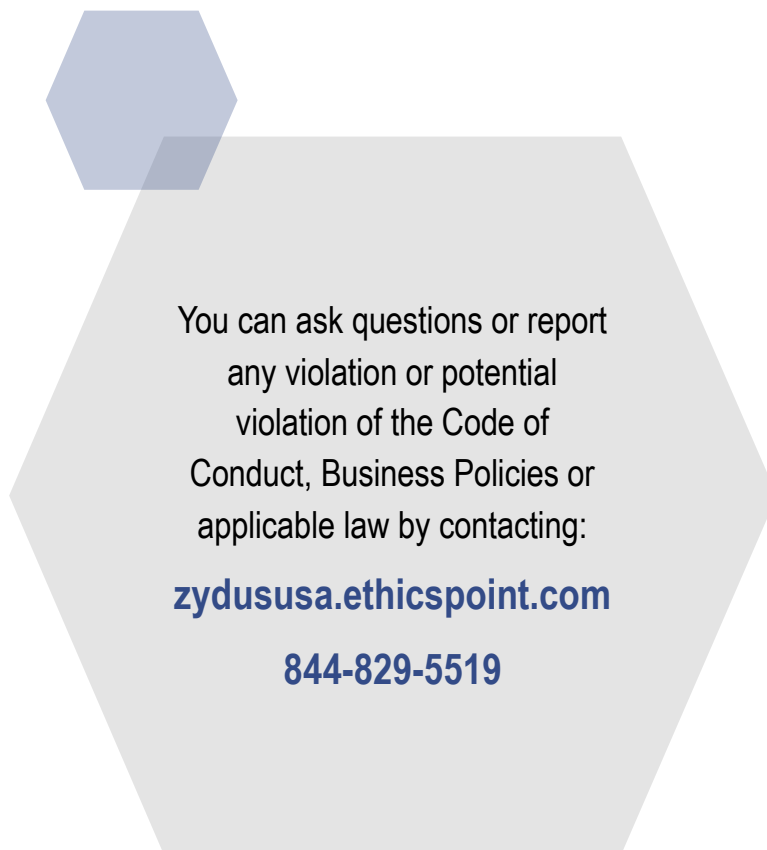 You can ask questions or report
any violation or potential
violation of the Code of
Conduct, Business Policies or
applicable law by contacting:
zydususa.ethicspoint.com
844-829-5519